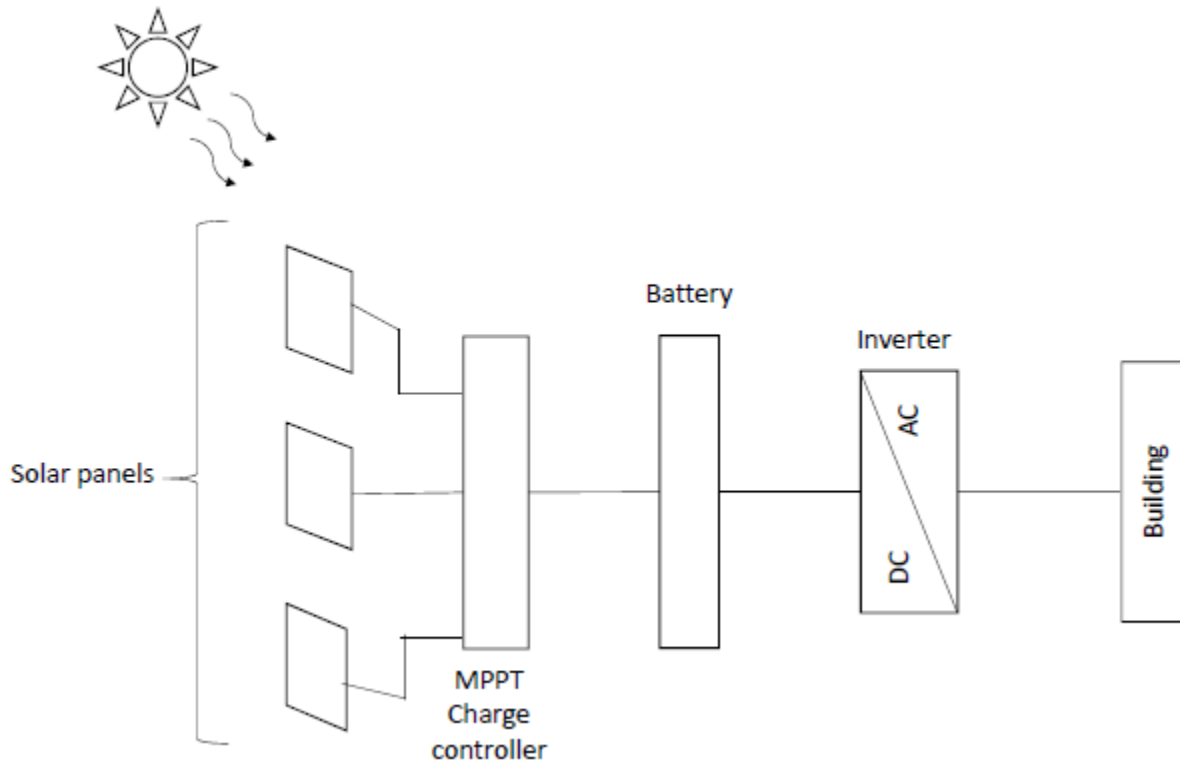 Battery
Inverter
AC
DC
Building
Solar panels
MPPT
Charge
controller